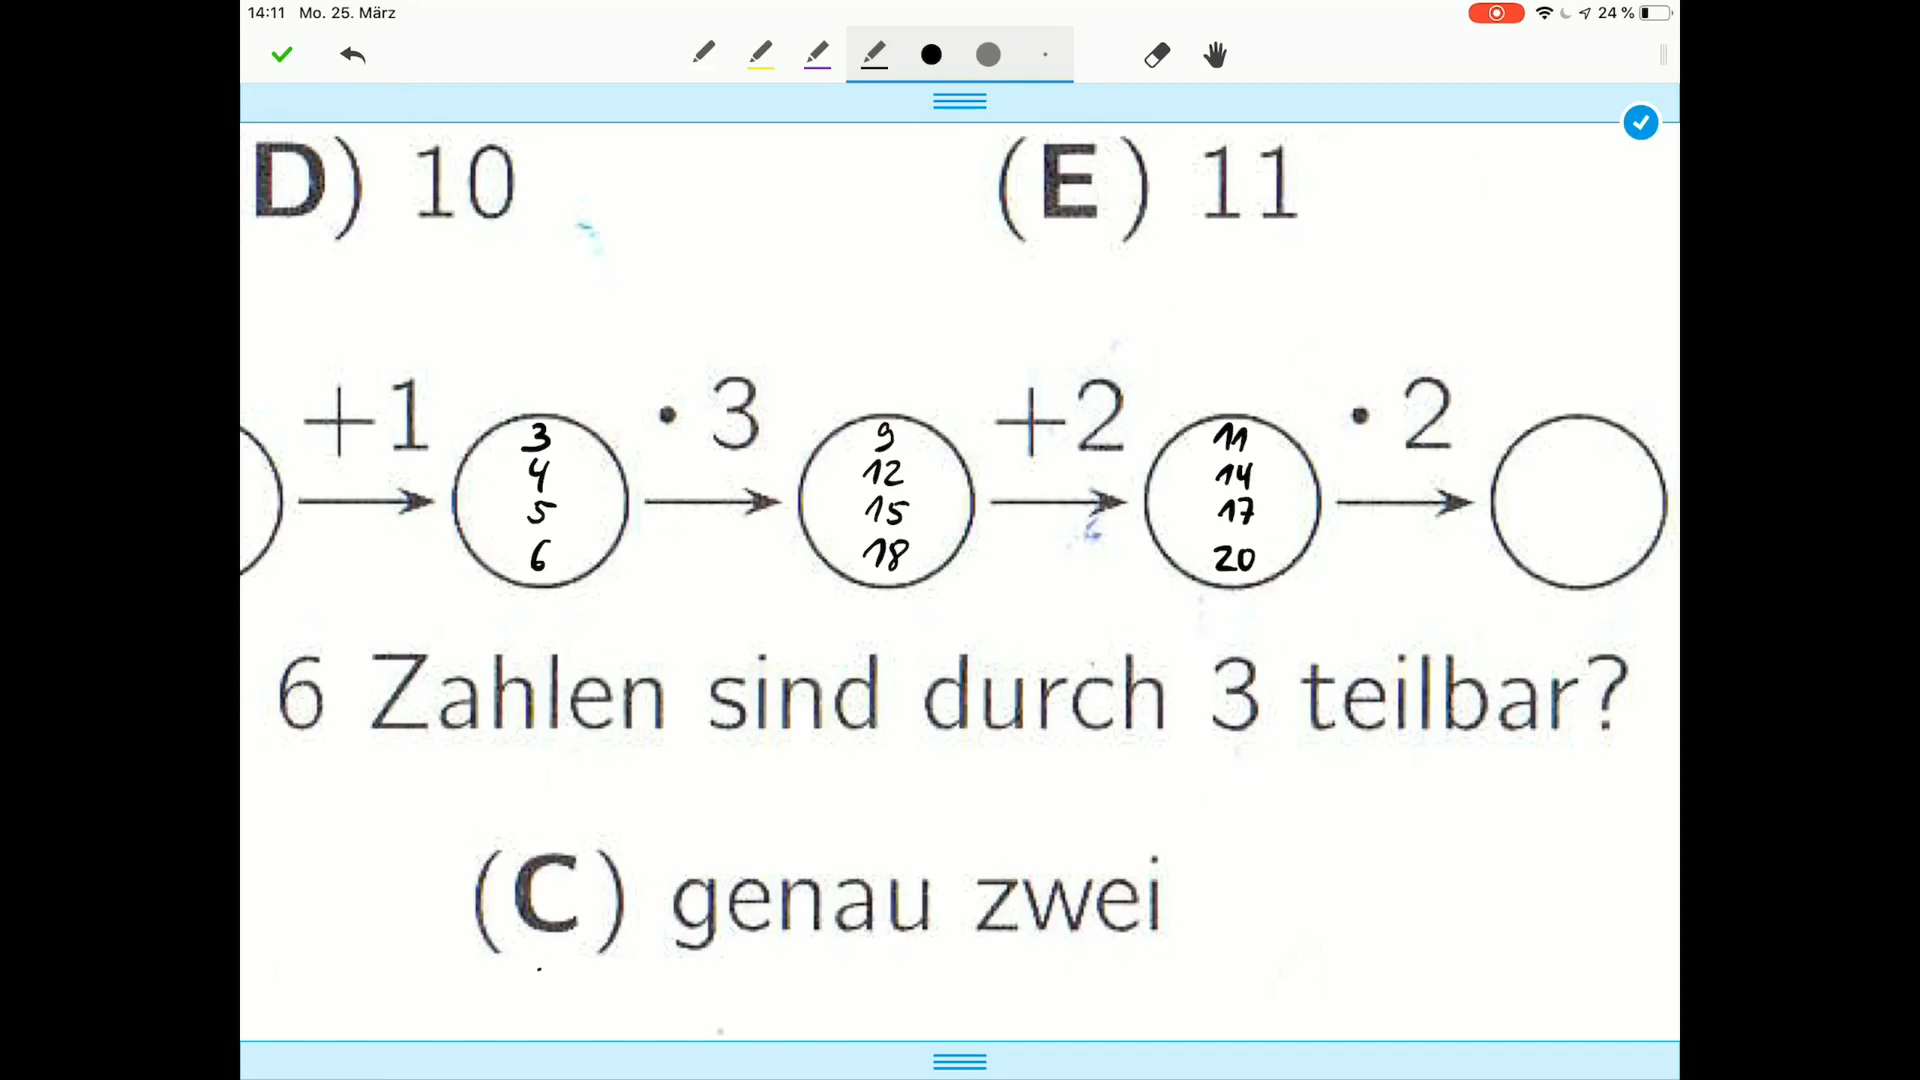 14:11 Mo. 25. März
24 %
D) 10
(E) 11
+1 · 3 +2 · 2
3 9 11
4 12 14
5 15 17
6 18 20
6 Zahlen sind durch 3 teilbar?
(C) genau zwei